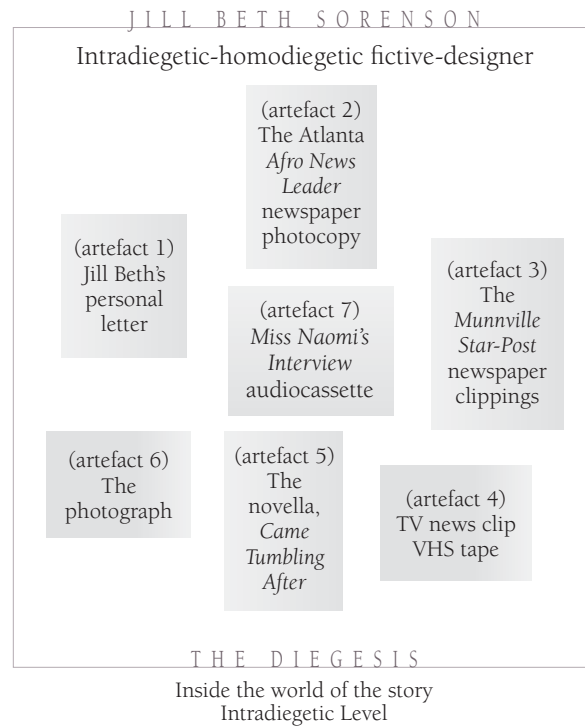 JILL BETH SORENSON
Intradiegetic-homodiegetic fictive-designer
(artefact 2)
The Atlanta
Afro News
Leader
newspaper
photocopy
(artefact 1)
Jill Beth's
personal
letter
(artefact 3)
The
Munnville
Star-Post
newspaper
clippings
(artefact 7)
Miss Naomi's
Interview
audiocassette
(artefact 6)
The
photograph
(artefact 5)
The
novella,
Came
Tumbling
After
(artefact 4)
TV news clip
VHS tape
THE DIEGESIS
Inside the world of the story
Intradiegetic Level